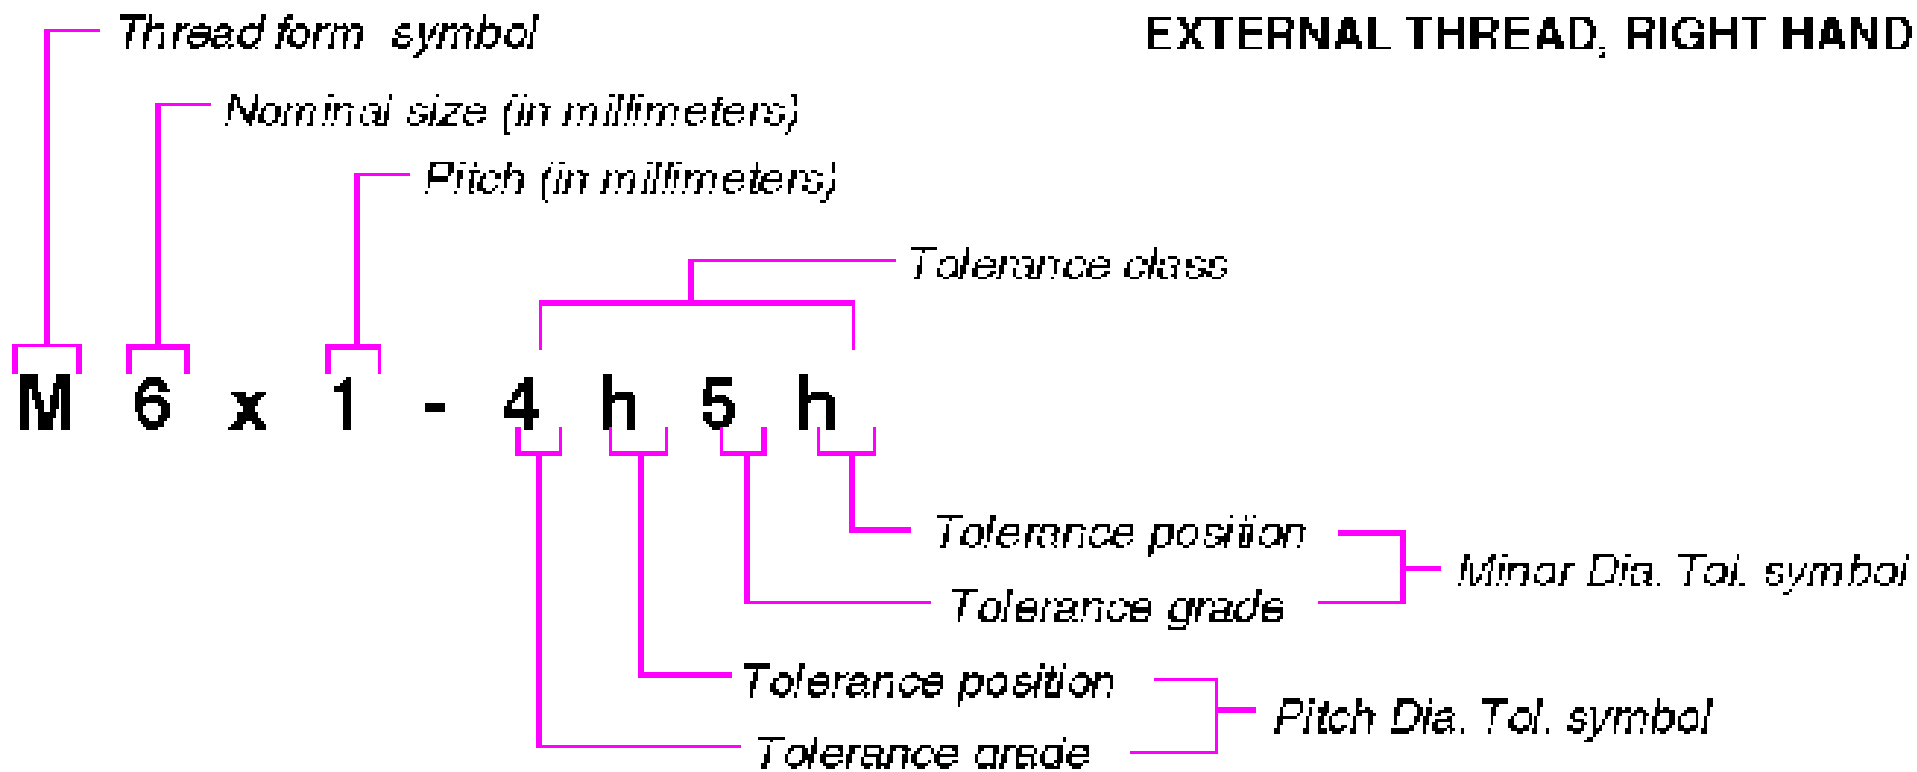 Thread form symbol
EXTERNAL THREAD, RIGHT HAND
Nominal size (in millimeters)
Pitch (in millimeters)
Tolerance class
M 6 x 1 - 4 h 5 h
Tolerance position
Minor Dia. Tol. symbol
Tolerance grade
Tolerance position
Pitch Dia. Tol. symbol
Tolerance grade